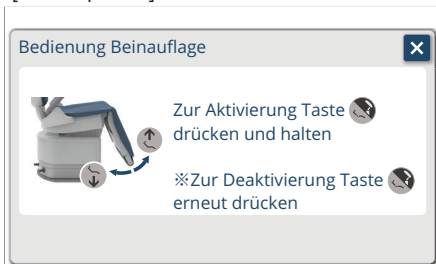 Bedienung Beinauflage
Zur Aktivierung Taste
drücken und halten
※Zur Deaktivierung Taste
erneut drücken